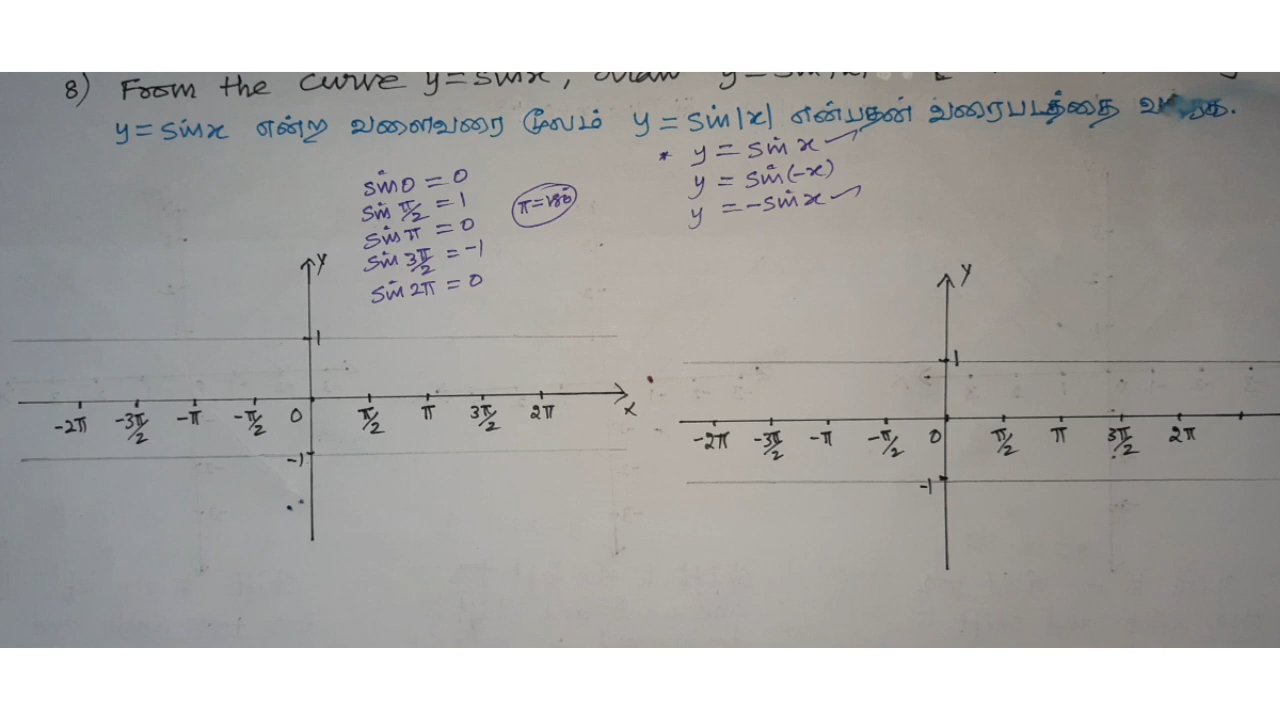 8) From the curve y = sin x, draw y = sin |x|
y = sin x என்ற வளைவரை மூலம் y = sin |x| என்பதன் வரைபடத்தை
* y = sin x
y = sin (-x)
y = -sin x
sin 0 = 0
sin π/2 = 1
sin π = 0
sin 3π/2 = -1
sin 2π = 0
π = 180
Y
1
-2π -3π/2 -π -π/2 0 π/2 π 3π/2 2π
X
-1
Y
1
-2π -3π/2 -π -π/2 0 π/2 π 3π/2 2π
-1